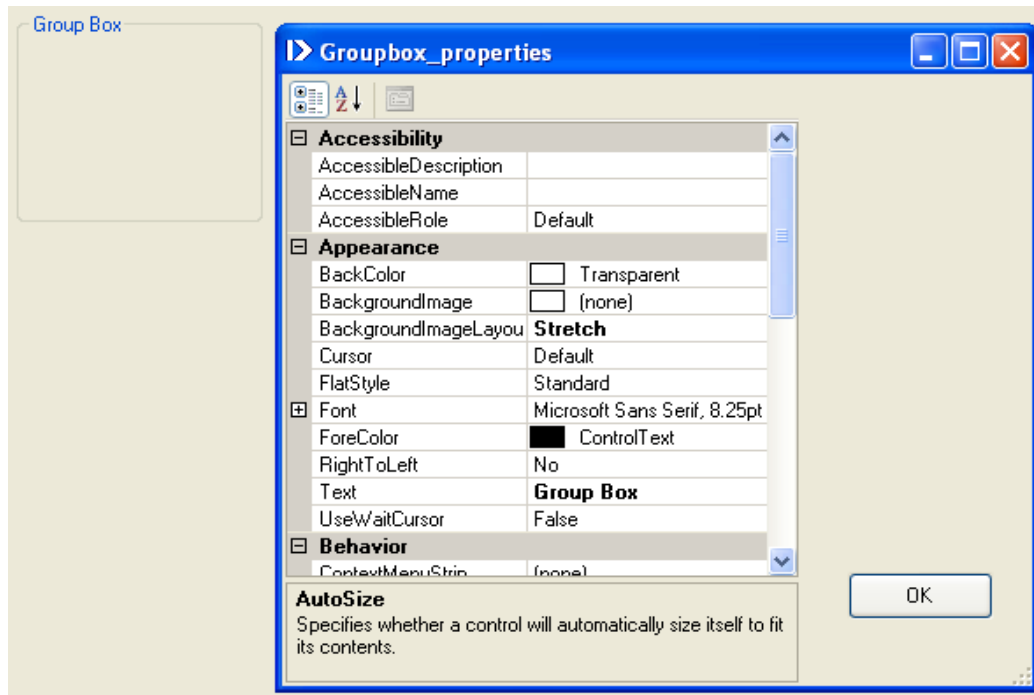 Group Box
Groupbox_properties
Accessibility
AccessibleDescription
AccessibleName
AccessibleRole Default
Appearance
BackColor Transparent
BackgroundImage (none)
BackgroundImageLayou Stretch
Cursor Default
FlatStyle Standard
Font Microsoft Sans Serif, 8.25pt
ForeColor ControlText
RightToLeft No
Text Group Box
UseWaitCursor False
Behavior
ContextMenuStrip (none)
AutoSize
Specifies whether a control will automatically size itself to fit
its contents.
OK